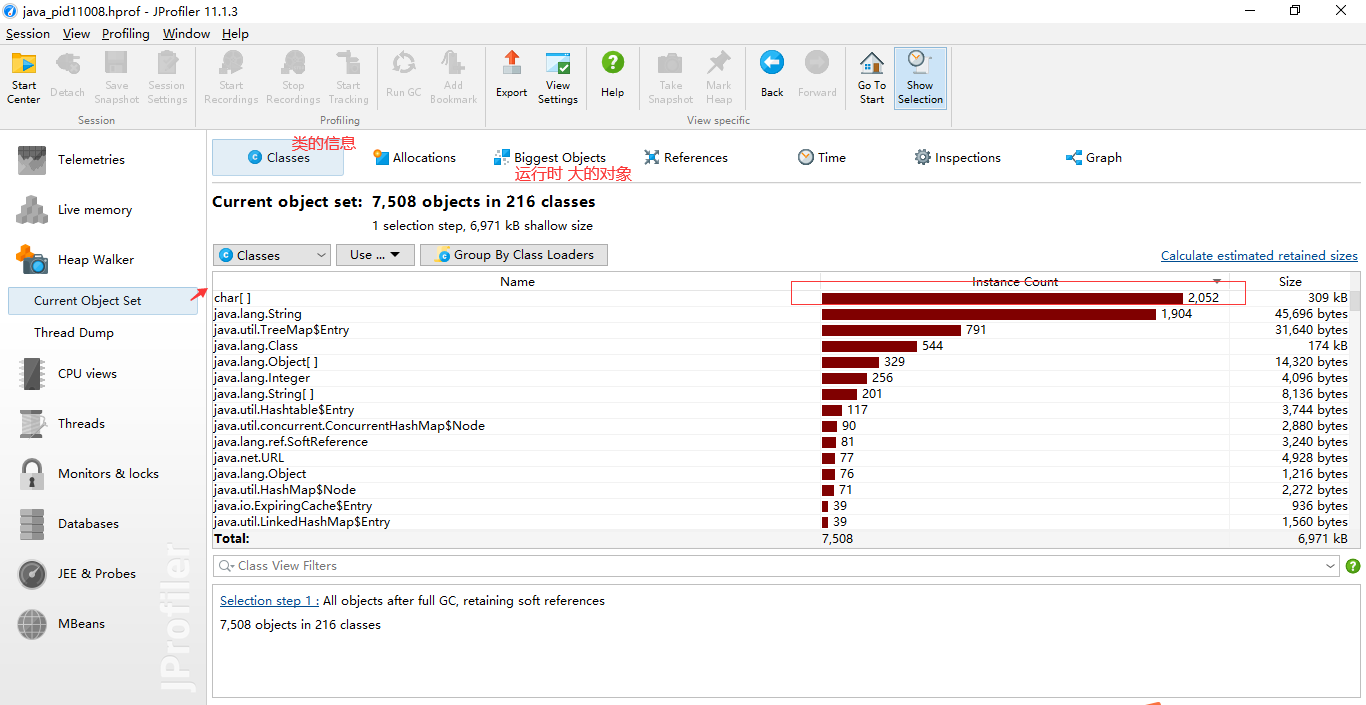 java_pid11008.hprof - JProfiler 11.1.3
Session View Profiling Window Help
Start Center
Detach
Save Snapshot
Session Settings
Start Recordings
Stop Recordings
Start Tracking
Run GC
Add Bookmark
Export
View Settings
Help
Take Snapshot
Mark Heap
Back
Forward
Go To Start
Show Selection
Session
Profiling
View specific
Telemetries
Live memory
Heap Walker
Current Object Set
Thread Dump
CPU views
Threads
Monitors & locks
Databases
JEE & Probes
MBeans
JProfiler
类的信息
Classes
Allocations
Biggest Objects
References
Time
Inspections
Graph
运行时 大的对象
Current object set: 7,508 objects in 216 classes
1 selection step, 6,971 kB shallow size
Classes
Use ...
Group By Class Loaders
Calculate estimated retained sizes
Name Instance Count Size
char[ ] 2,052 309 kB
java.lang.String 1,904 45,696 bytes
java.util.TreeMap$Entry 791 31,640 bytes
java.lang.Class 544 174 kB
java.lang.Object[ ] 329 14,320 bytes
java.lang.Integer 256 4,096 bytes
java.lang.String[ ] 201 8,136 bytes
java.util.Hashtable$Entry 117 3,744 bytes
java.util.concurrent.ConcurrentHashMap$Node 90 2,880 bytes
java.lang.ref.SoftReference 81 3,240 bytes
java.net.URL 77 4,928 bytes
java.lang.Object 76 1,216 bytes
java.util.HashMap$Node 71 2,272 bytes
java.io.ExpiringCache$Entry 39 936 bytes
java.util.LinkedHashMap$Entry 39 1,560 bytes
Total: 7,508 6,971 kB
Class View Filters
Selection step 1 : All objects after full GC, retaining soft references
7,508 objects in 216 classes